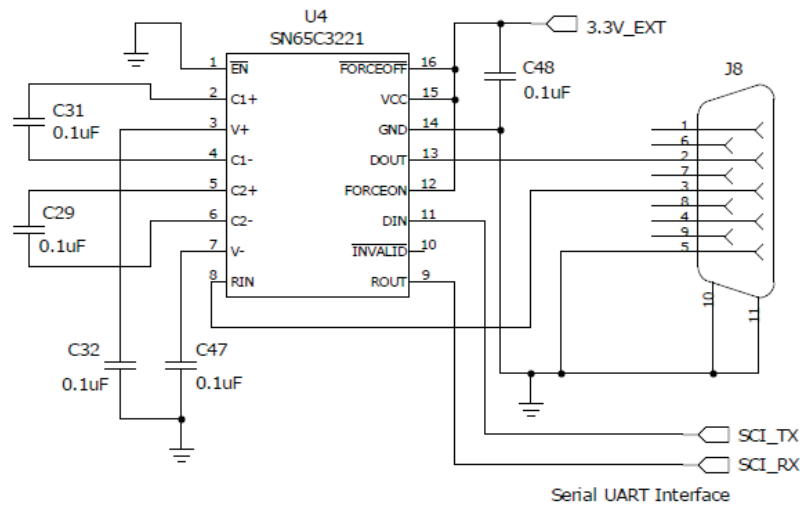 U4
SN65C3221
3.3V_EXT
1 EN FORCEOFF 16
2 C1+ VCC 15
3 V+ GND 14
4 C1- DOUT 13
5 C2+ FORCEON 12
6 C2- DIN 11
7 V- INVALID 10
8 RIN ROUT 9
C31
0.1uF
C29
0.1uF
C32
0.1uF
C47
0.1uF
C48
0.1uF
J8
1
6
2
7
3
8
4
9
5
10
11
SCI_TX
SCI_RX
Serial UART Interface